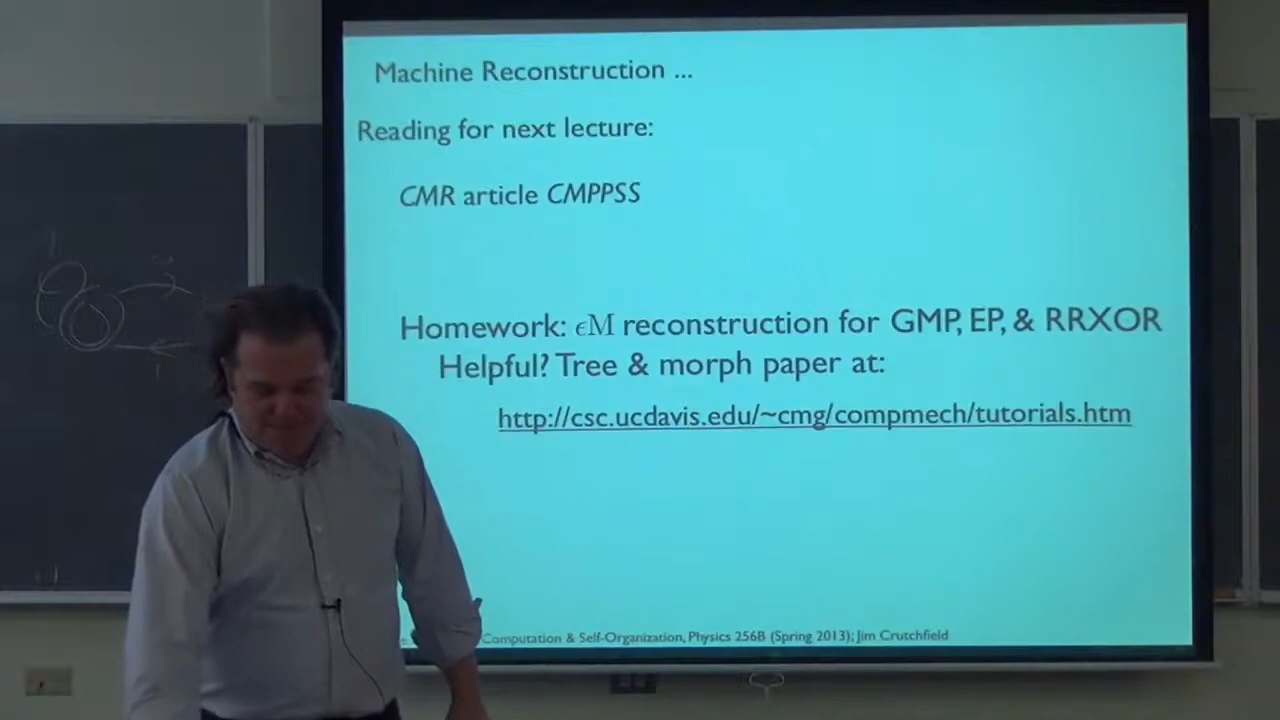 Machine Reconstruction ...
Reading for next lecture:
CMR article CMPPSS
Homework: ϵM reconstruction for GMP, EP, & RRXOR
Helpful? Tree & morph paper at:
http://csc.ucdavis.edu/~cmg/compmech/tutorials.htm
Computation & Self-Organization, Physics 256B (Spring 2013); Jim Crutchfield